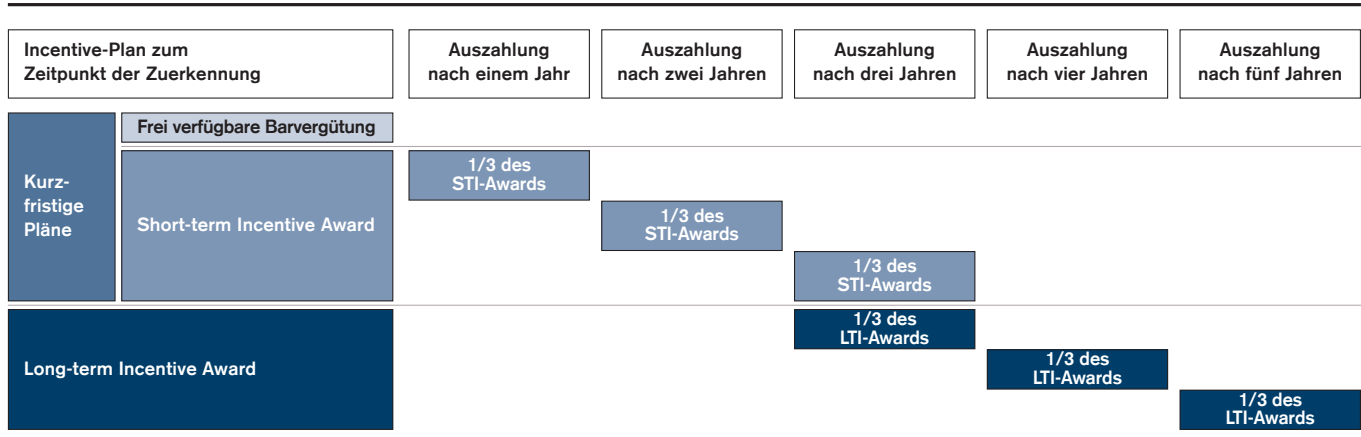 Incentive-Plan zum
Zeitpunkt der Zuerkennung
Auszahlung
nach einem Jahr
Auszahlung
nach zwei Jahren
Auszahlung
nach drei Jahren
Auszahlung
nach vier Jahren
Auszahlung
nach fünf Jahren
Kurz-
fristige
Pläne
Frei verfügbare Barvergütung
Short-term Incentive Award
1/3 des
STI-Awards
1/3 des
STI-Awards
1/3 des
STI-Awards
Long-term Incentive Award
1/3 des
LTI-Awards
1/3 des
LTI-Awards
1/3 des
LTI-Awards